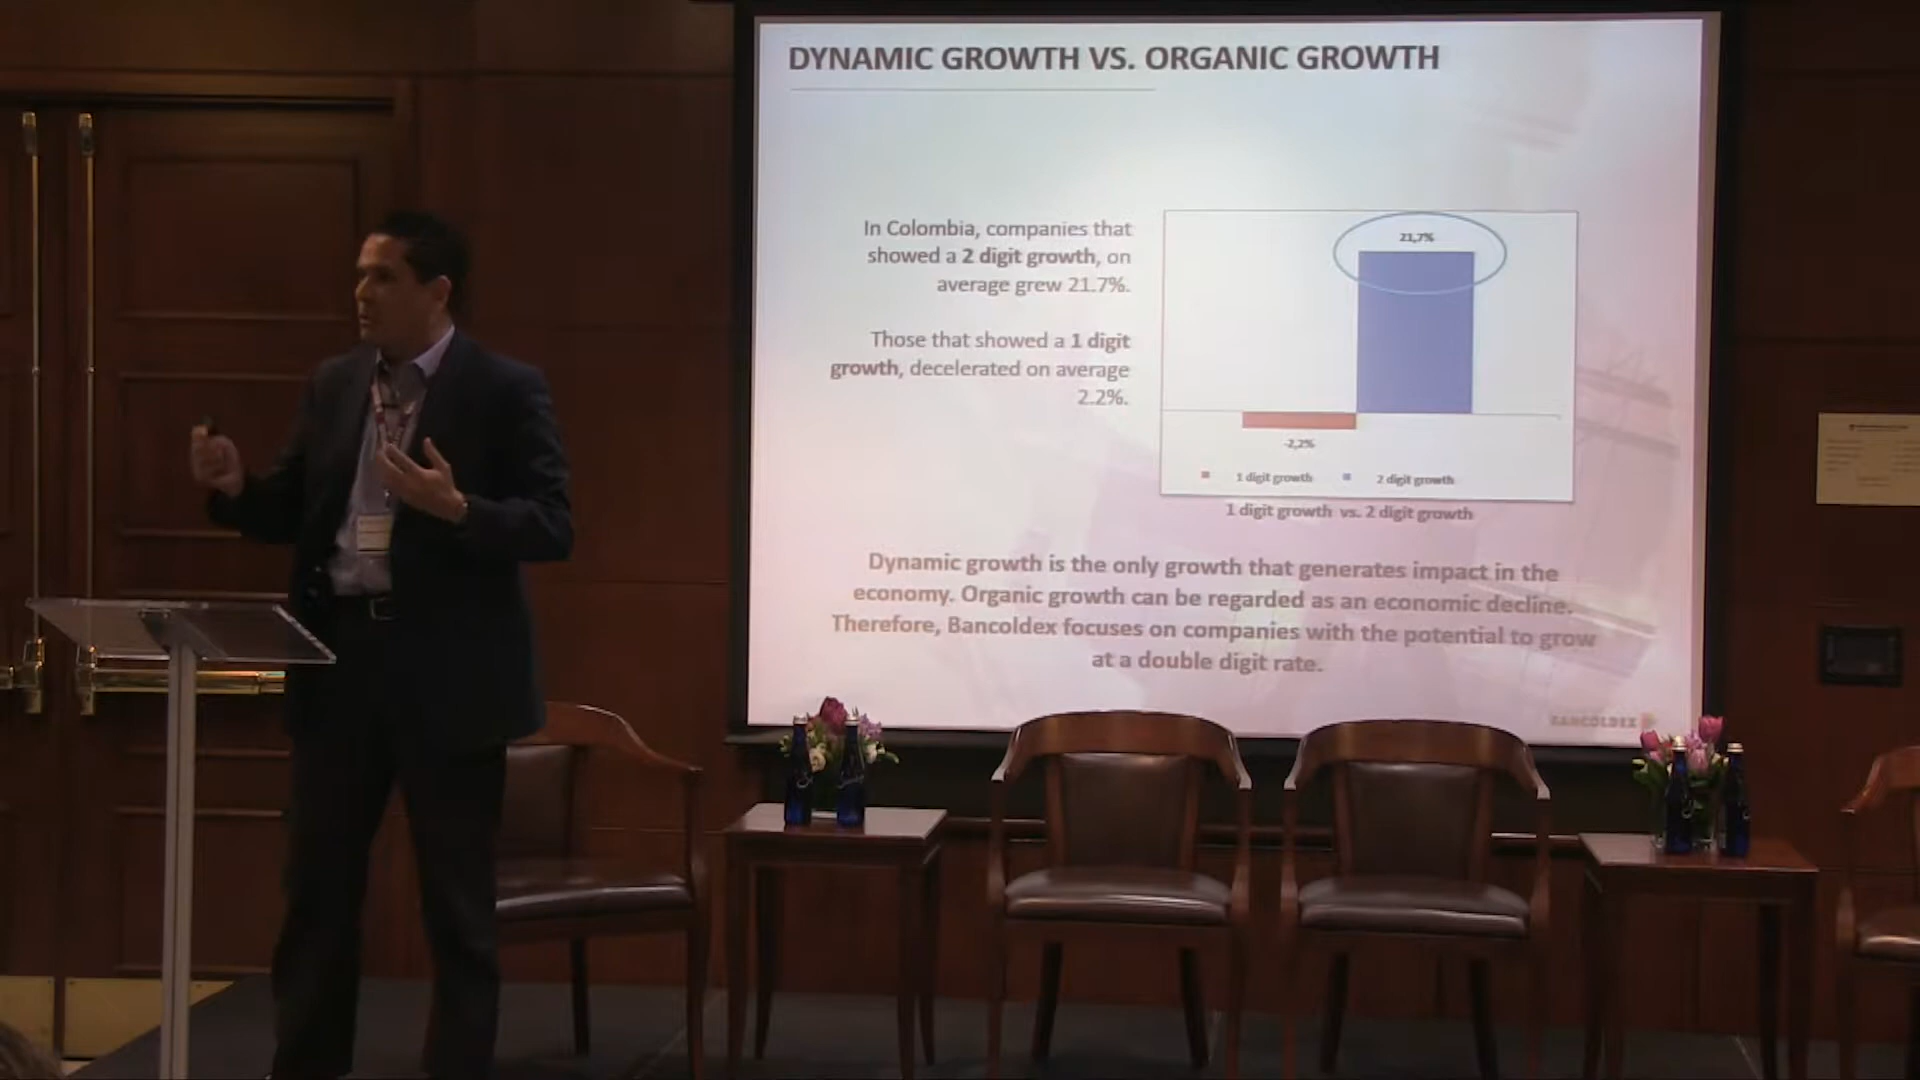 DYNAMIC GROWTH VS. ORGANIC GROWTH
In Colombia, companies that
showed a 2 digit growth, on
average grew 21.7%.
Those that showed a 1 digit
growth, decelerated on average
2.2%.
21,7%
-2,2%
1 digit growth 2 digit growth
1 digit growth vs. 2 digit growth
Dynamic growth is the only growth that generates impact in the
economy. Organic growth can be regarded as an economic decline.
Therefore, Bancoldex focuses on companies with the potential to grow
at a double digit rate.
BANCOLDEX